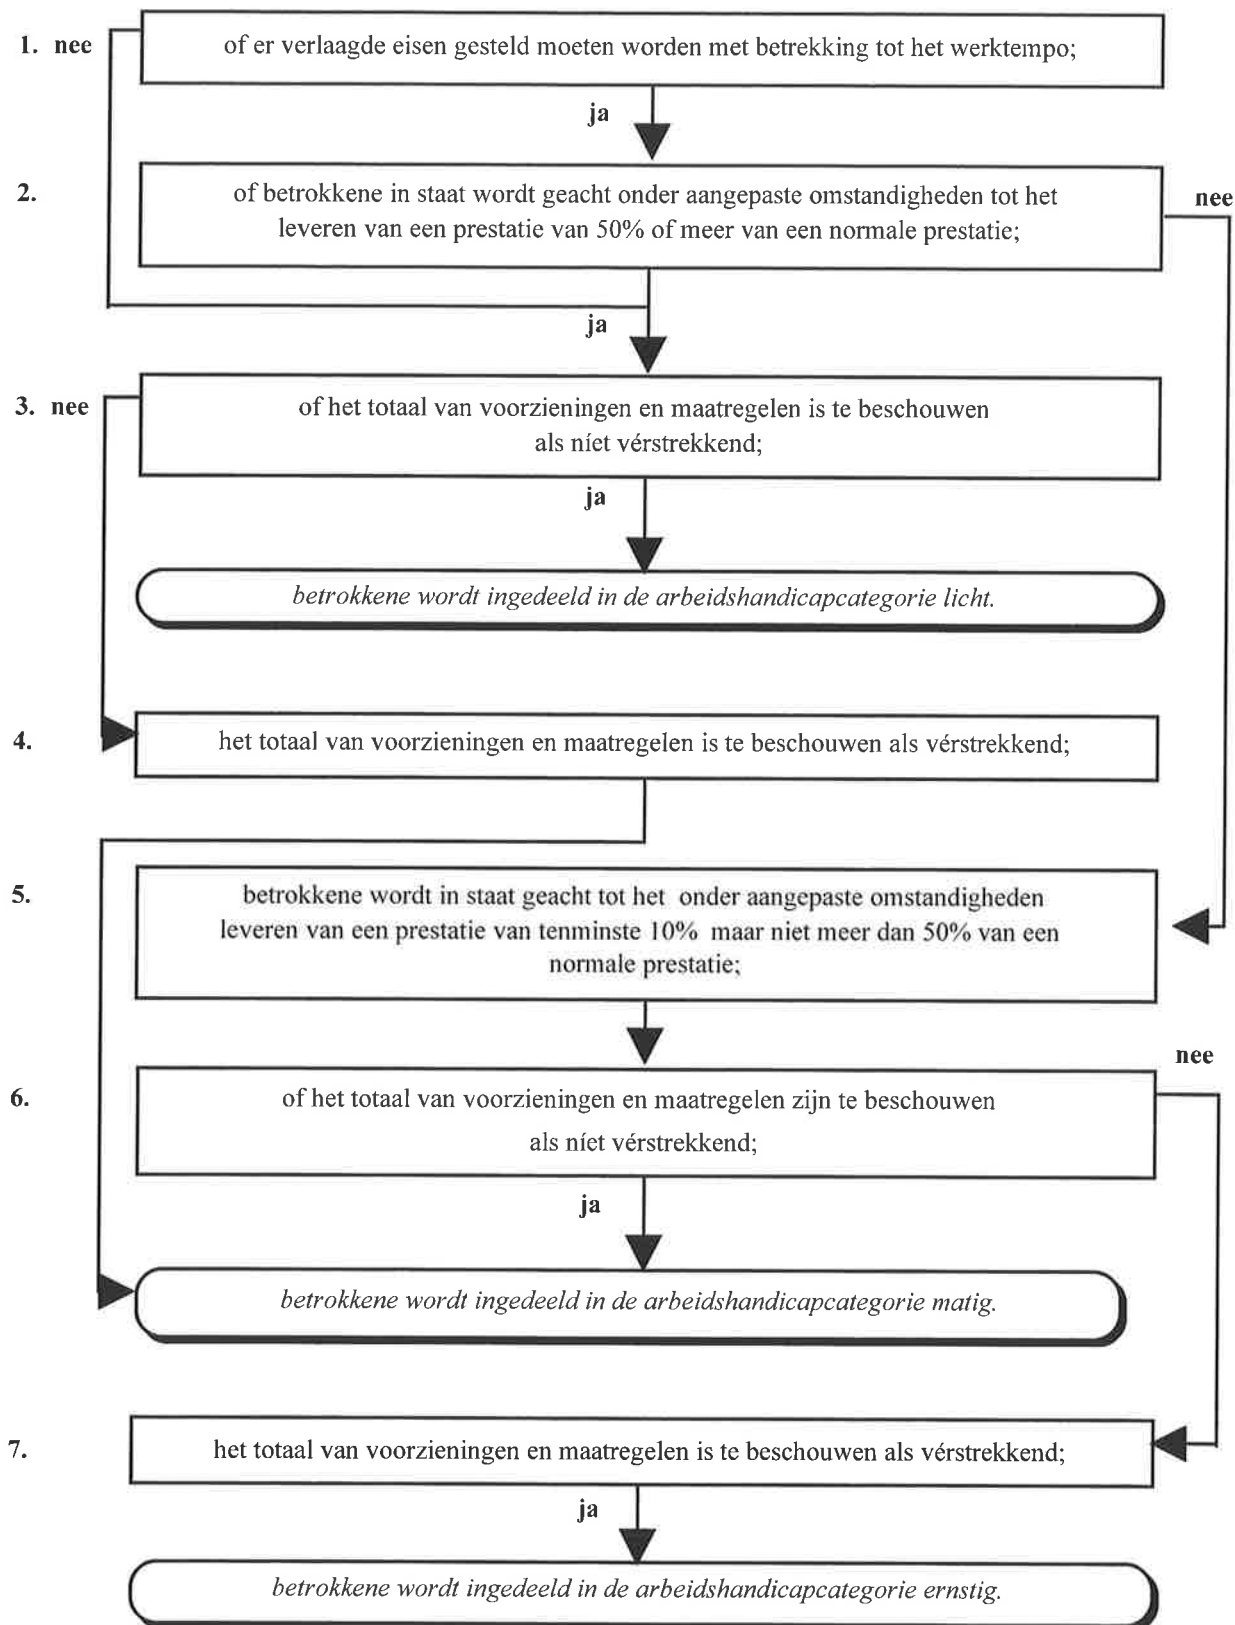 1. nee of er verlaagde eisen gesteld moeten worden met betrekking tot het werktempo;
ja
2. of betrokkene in staat wordt geacht onder aangepaste omstandigheden tot het nee
leveren van een prestatie van 50% of meer van een normale prestatie;
ja
3. nee of het totaal van voorzieningen en maatregelen is te beschouwen
als níet vérstrekkend;
ja
betrokkene wordt ingedeeld in de arbeidshandicapcategorie licht.
4. het totaal van voorzieningen en maatregelen is te beschouwen als vérstrekkend;
5. betrokkene wordt in staat geacht tot het onder aangepaste omstandigheden
leveren van een prestatie van tenminste 10% maar niet meer dan 50% van een
normale prestatie;
nee
6. of het totaal van voorzieningen en maatregelen zijn te beschouwen
als níet vérstrekkend;
ja
betrokkene wordt ingedeeld in de arbeidshandicapcategorie matig.
7. het totaal van voorzieningen en maatregelen is te beschouwen als vérstrekkend;
ja
betrokkene wordt ingedeeld in de arbeidshandicapcategorie ernstig.